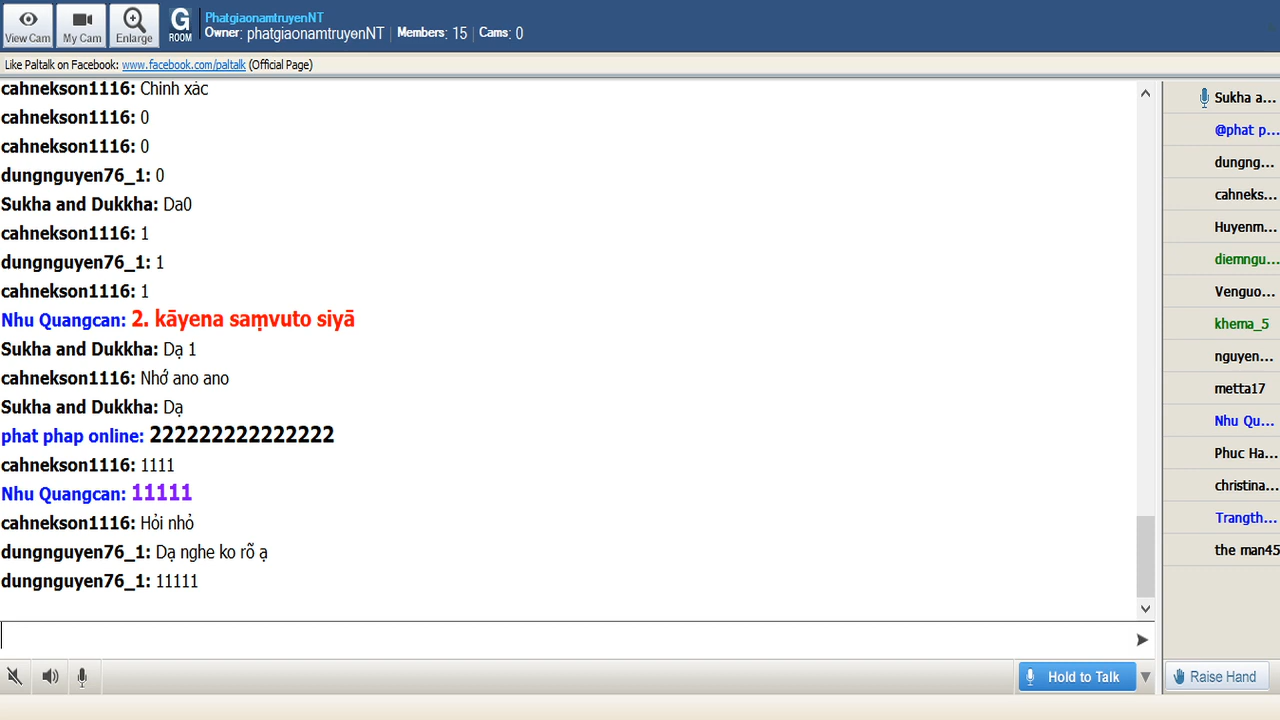 View Cam
My Cam
Enlarge
G
ROOM
PhatgiaonamtruyenNT
Owner: phatgiaonamtruyenNT | Members: 15 | Cams: 0
Like Paltalk on Facebook: www.facebook.com/paltalk (Official Page)
cahnekson1116: Chính xác
cahnekson1116: 0
cahnekson1116: 0
dungnguyen76_1: 0
Sukha and Dukkha: Da0
cahnekson1116: 1
dungnguyen76_1: 1
cahnekson1116: 1
Nhu Quangcan: 2. kāyena saṃvuto siyā
Sukha and Dukkha: Dạ 1
cahnekson1116: Nhớ ano ano
Sukha and Dukkha: Dạ
phat phap online: 222222222222222
cahnekson1116: 1111
Nhu Quangcan: 11111
cahnekson1116: Hỏi nhỏ
dungnguyen76_1: Dạ nghe ko rõ ạ
dungnguyen76_1: 11111
Sukha a...
@phat p...
dungng...
cahneks...
Huyenm...
diemngu...
Venguo...
khema_5
nguyen...
metta17
Nhu Qu...
Phuc Ha...
christina...
Trangth...
the man45
Hold to Talk
Raise Hand